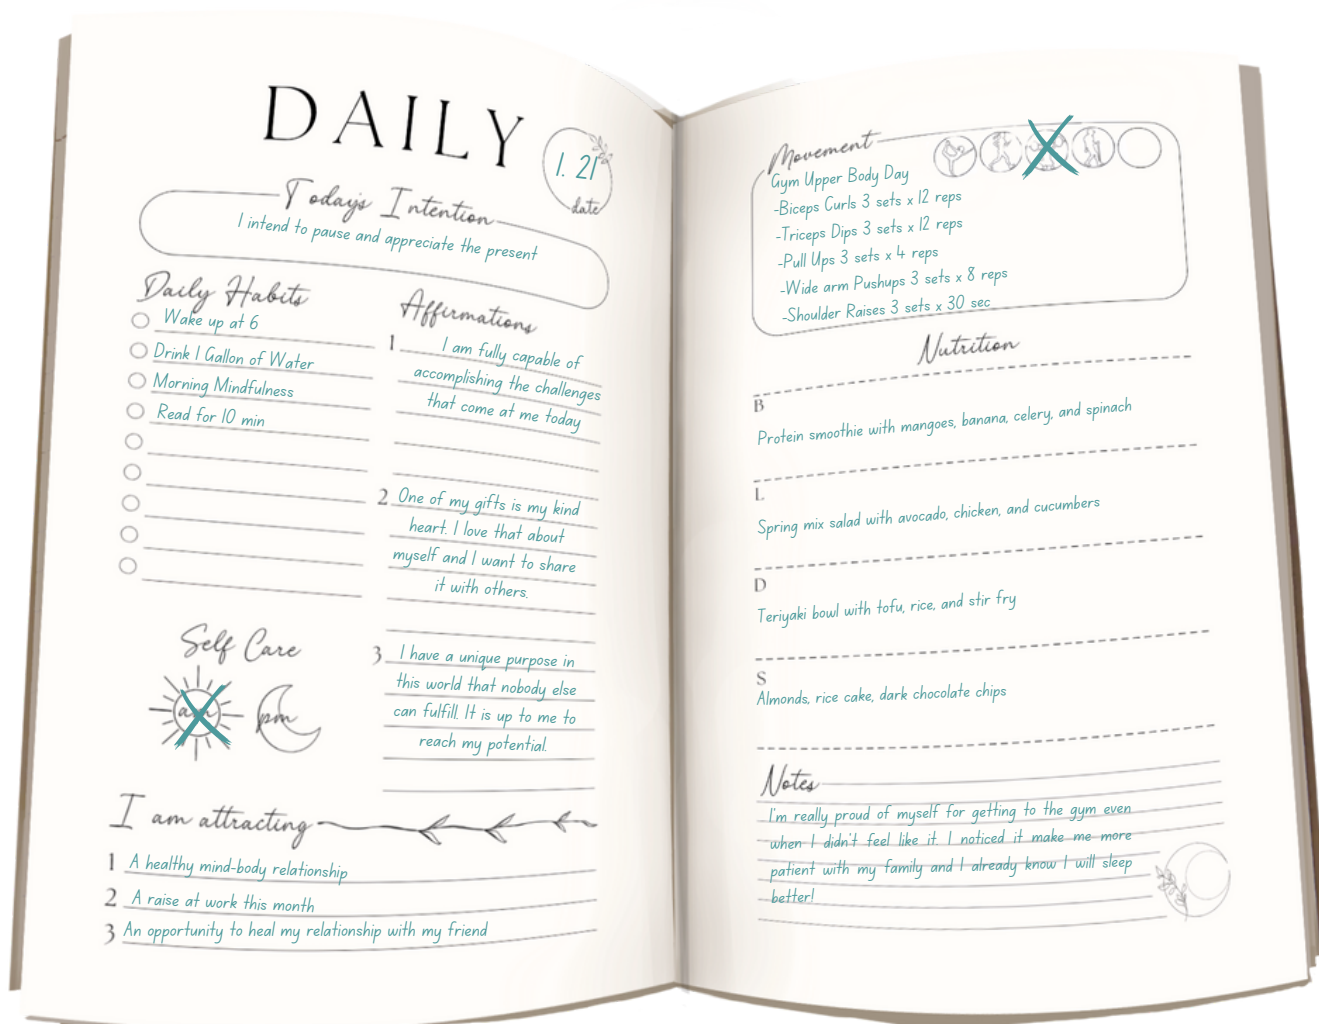 DAILY
1. 21
date
Today's Intention
I intend to pause and appreciate the present
Daily Habits
Wake up at 6
Drink 1 Gallon of Water
Morning Mindfulness
Read for 10 min
Affirmations
1 I am fully capable of
accomplishing the challenges
that come at me today
2 One of my gifts is my kind
heart. I love that about
myself and I want to share
it with others.
3 I have a unique purpose in
this world that nobody else
can fulfill. It is up to me to
reach my potential.
Self Care
am pm
I am attracting
1 A healthy mind-body relationship
2 A raise at work this month
3 An opportunity to heal my relationship with my friend
Movement
Gym Upper Body Day
-Biceps Curls 3 sets x 12 reps
-Triceps Dips 3 sets x 12 reps
-Pull Ups 3 sets x 4 reps
-Wide arm Pushups 3 sets x 8 reps
-Shoulder Raises 3 sets x 30 sec
Nutrition
B
Protein smoothie with mangoes, banana, celery, and spinach
L
Spring mix salad with avocado, chicken, and cucumbers
D
Teriyaki bowl with tofu, rice, and stir fry
S
Almonds, rice cake, dark chocolate chips
Notes
I'm really proud of myself for getting to the gym even
when I didn't feel like it. I noticed it make me more
patient with my family and I already know I will sleep
better!